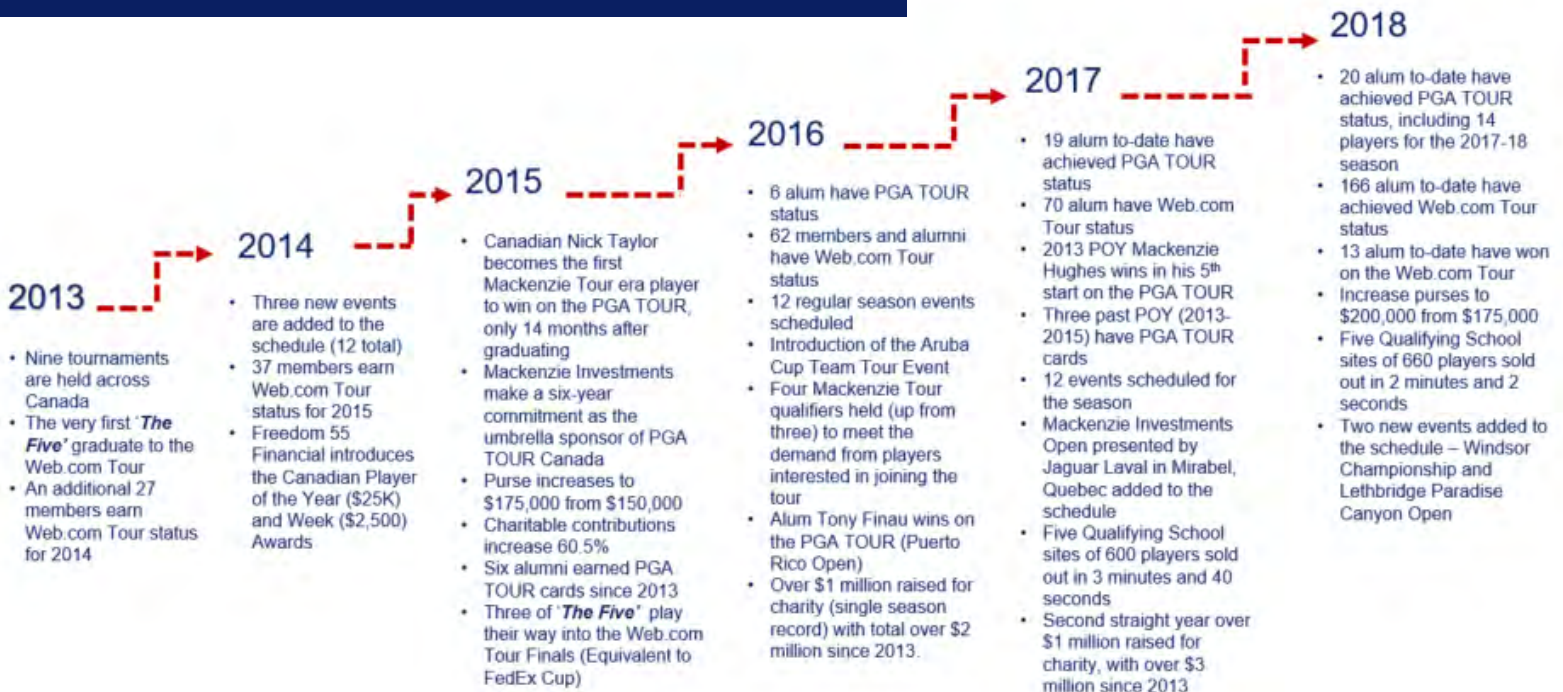 2013
• Nine tournaments
are held across
Canada
• The very first 'The
Five' graduate to the
Web.com Tour
• An additional 27
members earn
Web.com Tour status
for 2014
2014
• Three new events
are added to the
schedule (12 total)
• 37 members earn
Web.com Tour
status for 2015
• Freedom 55
Financial introduces
the Canadian Player
of the Year ($25K)
and Week ($2,500)
Awards
2015
• Canadian Nick Taylor
becomes the first
Mackenzie Tour era player
to win on the PGA TOUR,
only 14 months after
graduating
• Mackenzie Investments
make a six-year
commitment as the
umbrella sponsor of PGA
TOUR Canada
• Purse increases to
$175,000 from $150,000
• Charitable contributions
increase 60.5%
• Six alumni earned PGA
TOUR cards since 2013
• Three of 'The Five' play
their way into the Web.com
Tour Finals (Equivalent to
FedEx Cup)
2016
• 6 alum have PGA TOUR
status
• 62 members and alumni
have Web.com Tour
status
• 12 regular season events
scheduled
• Introduction of the Aruba
Cup Team Tour Event
• Four Mackenzie Tour
qualifiers held (up from
three) to meet the
demand from players
interested in joining the
tour
• Alum Tony Finau wins on
the PGA TOUR (Puerto
Rico Open)
• Over $1 million raised for
charity (single season
record) with total over $2
million since 2013.
2017
• 19 alum to-date have
achieved PGA TOUR
status
• 70 alum have Web.com
Tour status
• 2013 POY Mackenzie
Hughes wins in his 5th
start on the PGA TOUR
• Three past POY (2013-
2015) have PGA TOUR
cards
• 12 events scheduled for
the season
• Mackenzie Investments
Open presented by
Jaguar Laval in Mirabel,
Quebec added to the
schedule
• Five Qualifying School
sites of 600 players sold
out in 3 minutes and 40
seconds
• Second straight year over
$1 million raised for
charity, with over $3
million since 2013
2018
• 20 alum to-date have
achieved PGA TOUR
status, including 14
players for the 2017-18
season
• 166 alum to-date have
achieved Web.com Tour
status
• 13 alum to-date have won
on the Web.com Tour
• Increase purses to
$200,000 from $175,000
• Five Qualifying School
sites of 660 players sold
out in 2 minutes and 2
seconds
• Two new events added to
the schedule – Windsor
Championship and
Lethbridge Paradise
Canyon Open